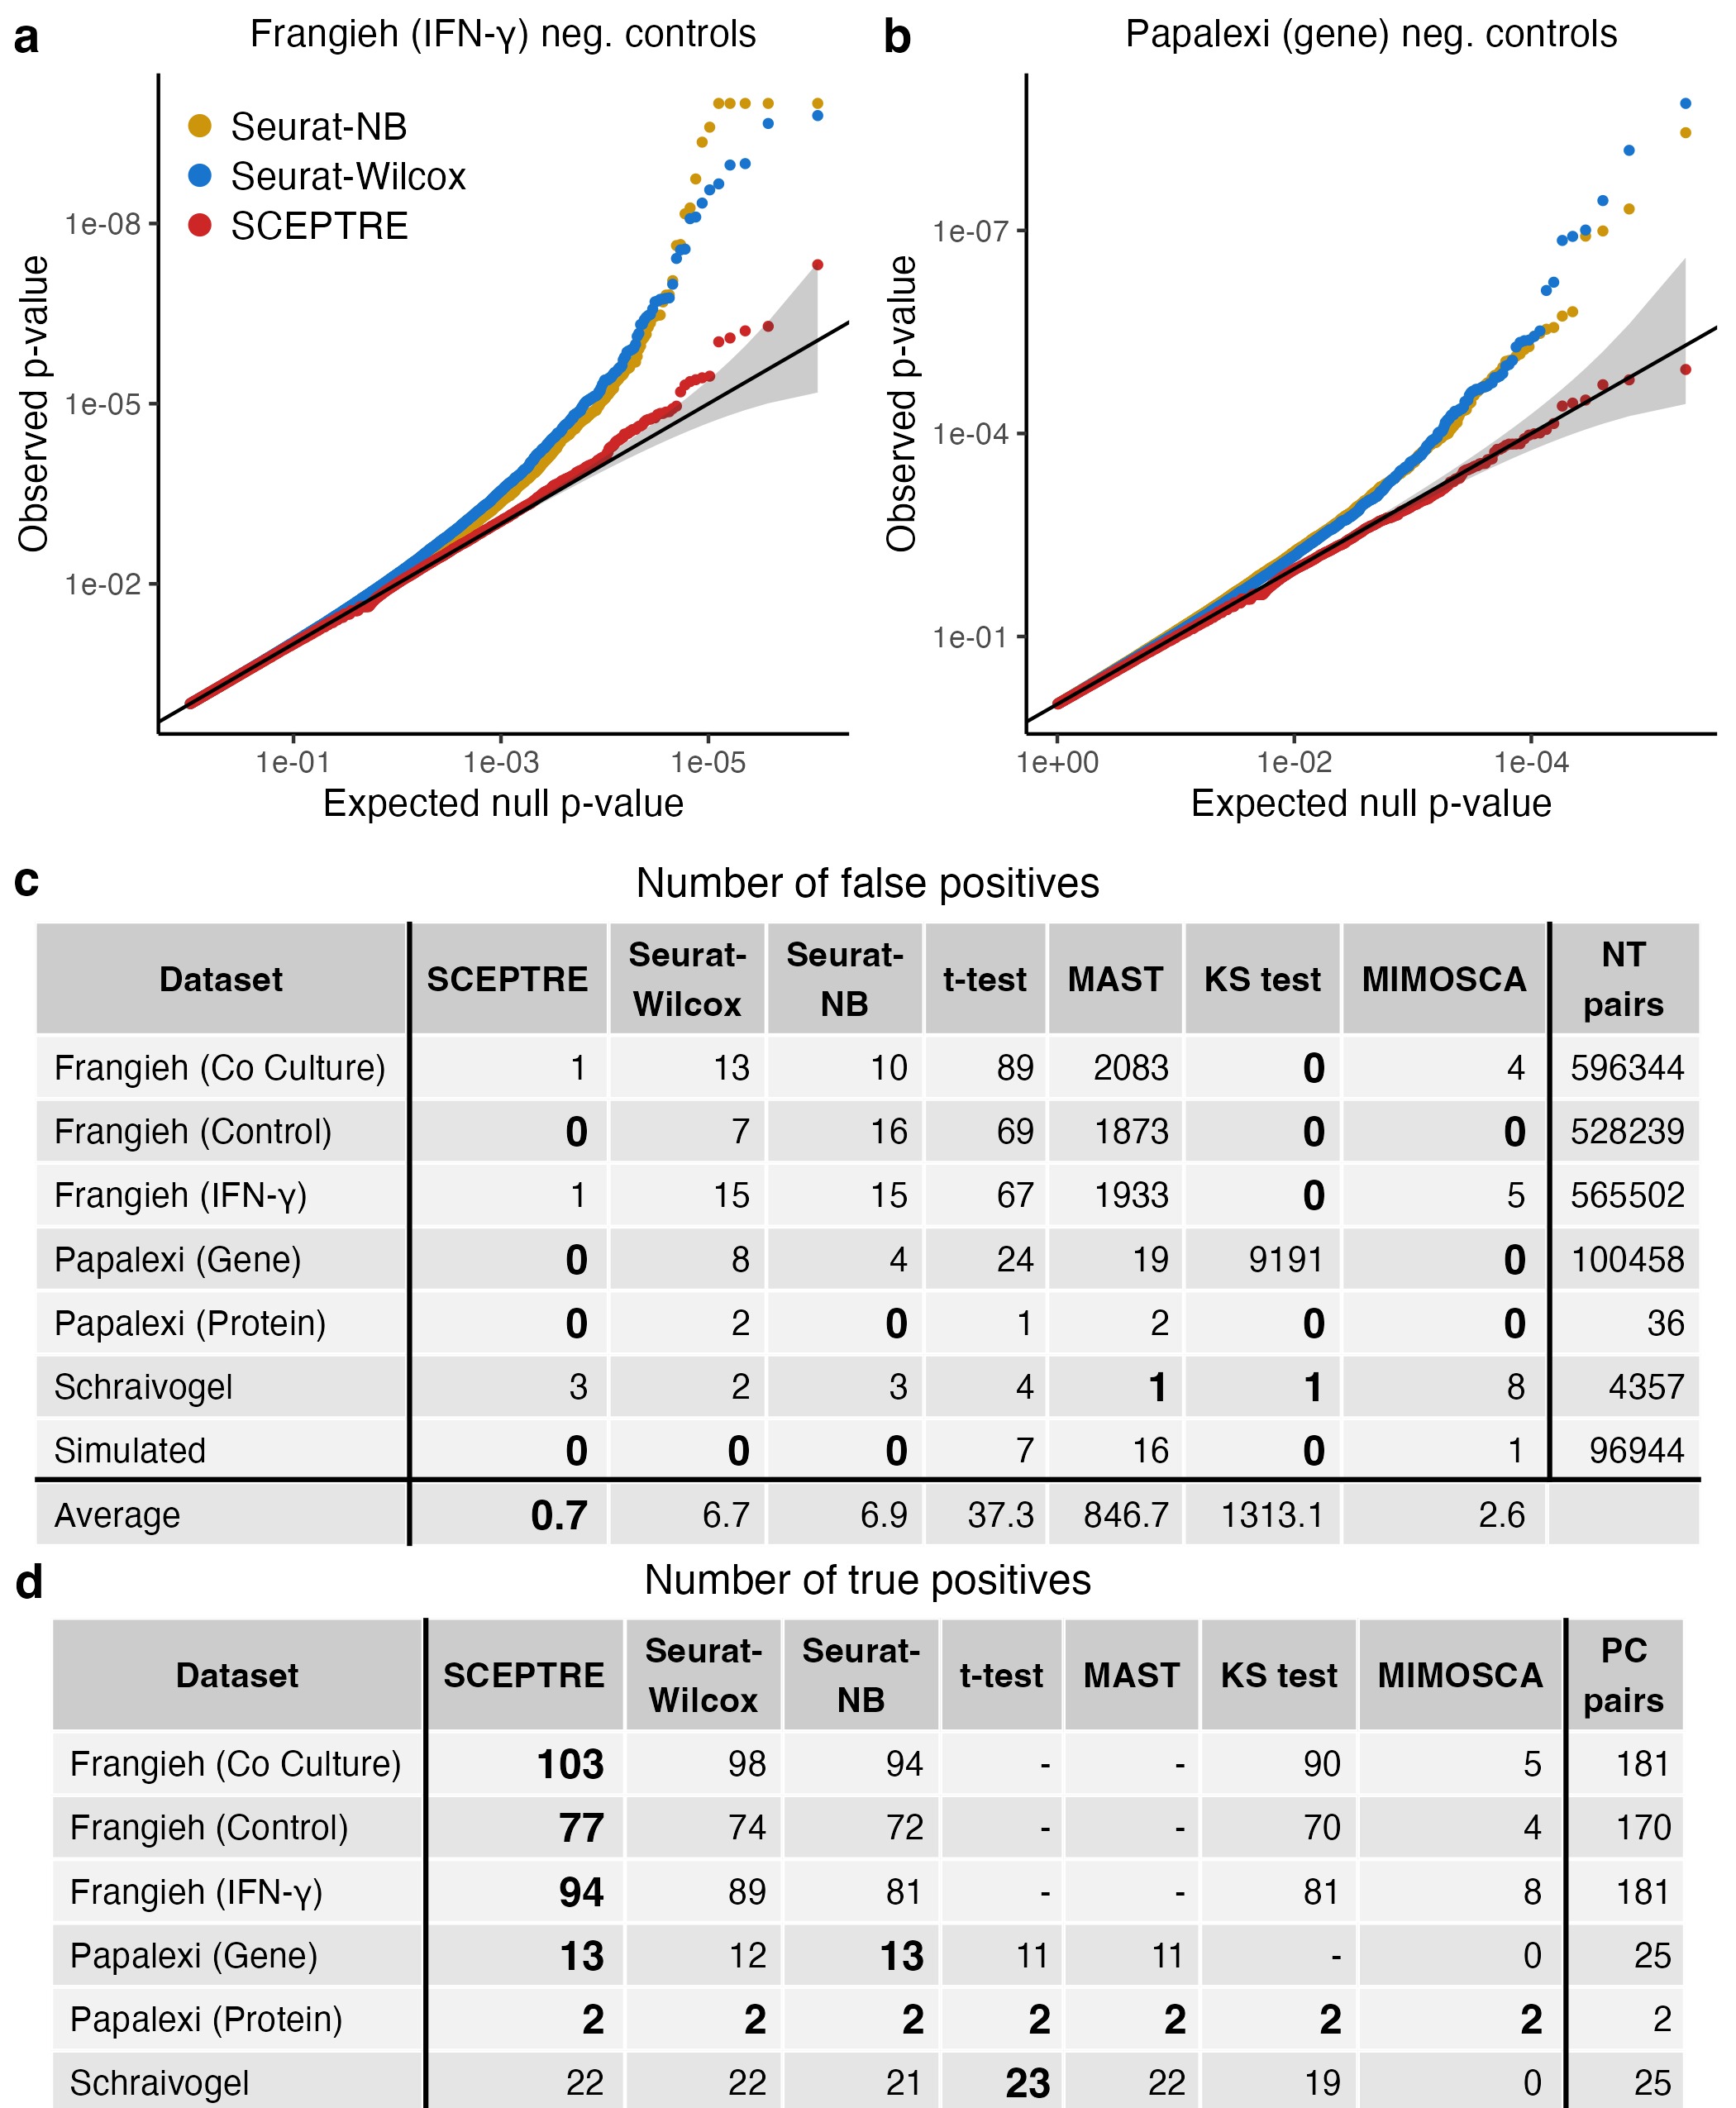 a Frangieh (IFN-γ) neg. controls
Seurat-NB
Seurat-Wilcox
SCEPTRE
Observed p-value
1e-08
1e-05
1e-02
1e-01 1e-03 1e-05
Expected null p-value
b Papalexi (gene) neg. controls
Observed p-value
1e-07
1e-04
1e-01
1e+00 1e-02 1e-04
Expected null p-value
c Number of false positives
Dataset SCEPTRE Seurat-Wilcox Seurat-NB t-test MAST KS test MIMOSCA NT pairs
Frangieh (Co Culture) 1 13 10 89 2083 0 4 596344
Frangieh (Control) 0 7 16 69 1873 0 0 528239
Frangieh (IFN-γ) 1 15 15 67 1933 0 5 565502
Papalexi (Gene) 0 8 4 24 19 9191 0 100458
Papalexi (Protein) 0 2 0 1 2 0 0 36
Schraivogel 3 2 3 4 1 1 8 4357
Simulated 0 0 0 7 16 0 1 96944
Average 0.7 6.7 6.9 37.3 846.7 1313.1 2.6
d Number of true positives
Dataset SCEPTRE Seurat-Wilcox Seurat-NB t-test MAST KS test MIMOSCA PC pairs
Frangieh (Co Culture) 103 98 94 - - 90 5 181
Frangieh (Control) 77 74 72 - - 70 4 170
Frangieh (IFN-γ) 94 89 81 - - 81 8 181
Papalexi (Gene) 13 12 13 11 11 - 0 25
Papalexi (Protein) 2 2 2 2 2 2 2 2
Schraivogel 22 22 21 23 22 19 0 25